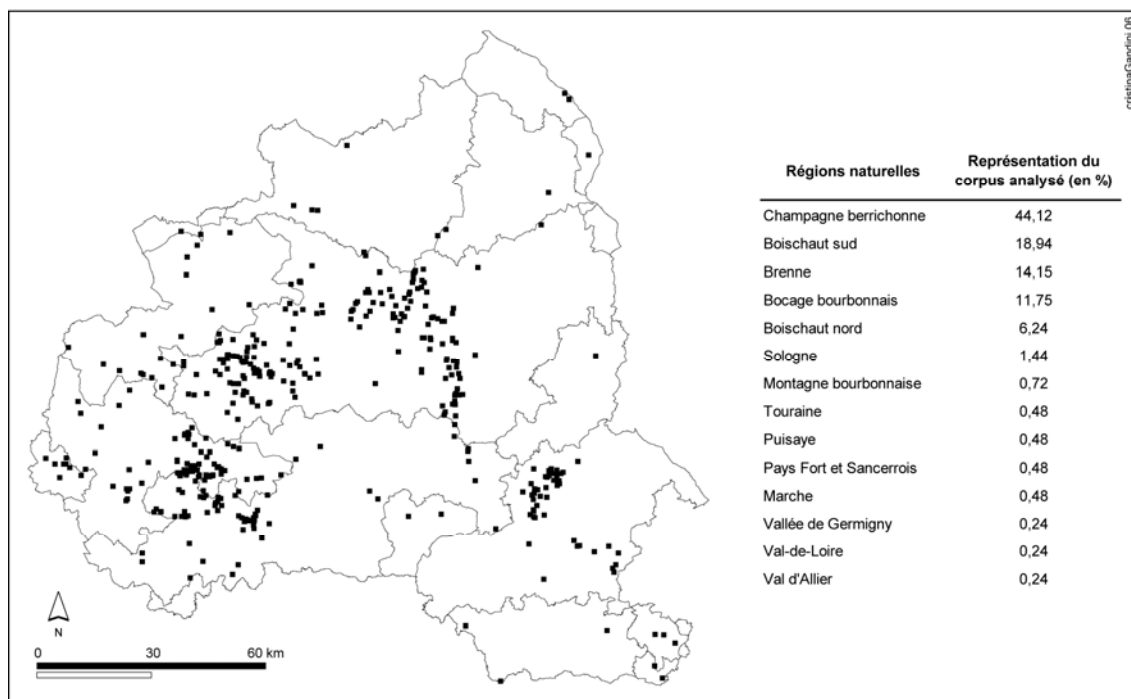 cristinaGandini.06
Régions naturelles Représentation du
corpus analysé (en %)
Champagne berrichonne 44,12
Boischaut sud 18,94
Brenne 14,15
Bocage bourbonnais 11,75
Boischaut nord 6,24
Sologne 1,44
Montagne bourbonnaise 0,72
Touraine 0,48
Puisaye 0,48
Pays Fort et Sancerrois 0,48
Marche 0,48
Vallée de Germigny 0,24
Val-de-Loire 0,24
Val d'Allier 0,24
N
0 30 60 km